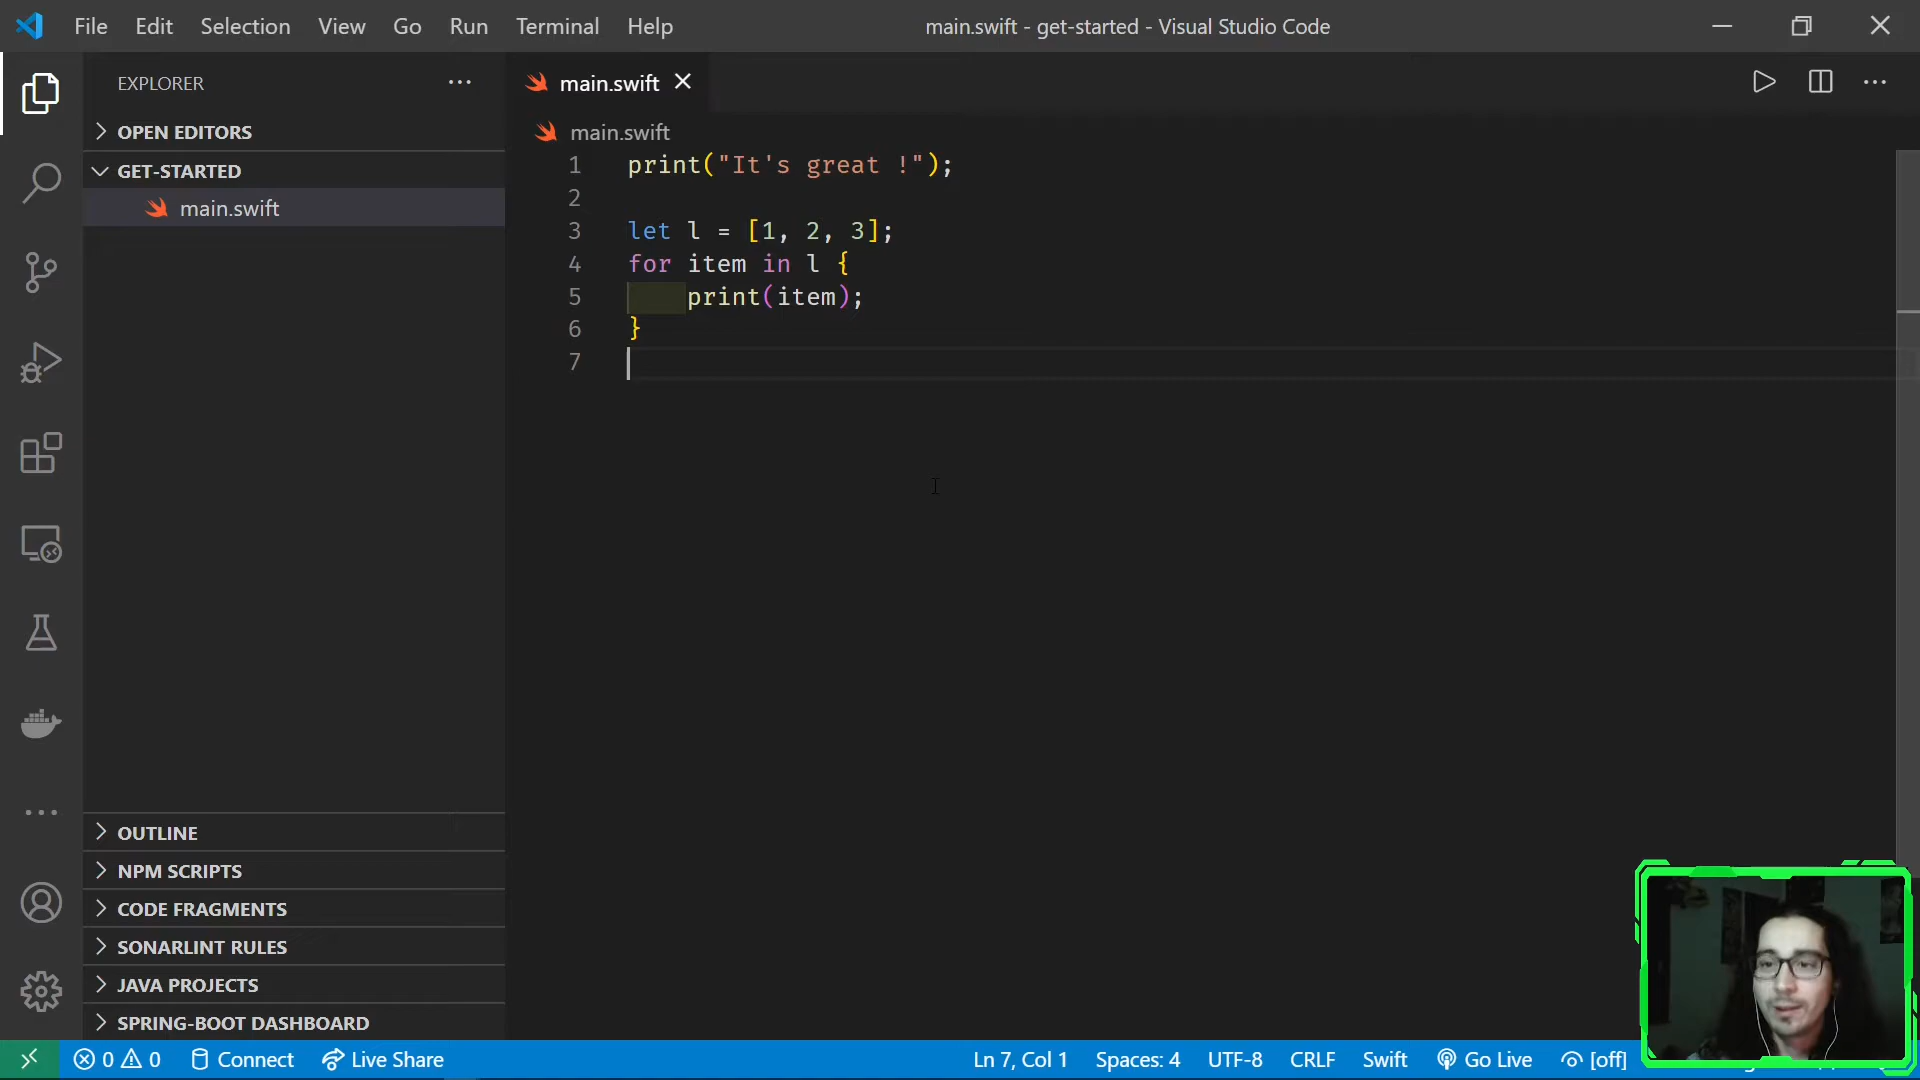 File Edit Selection View Go Run Terminal Help
main.swift - get-started - Visual Studio Code
EXPLORER
OPEN EDITORS
GET-STARTED
main.swift
OUTLINE
NPM SCRIPTS
CODE FRAGMENTS
SONARLINT RULES
JAVA PROJECTS
SPRING-BOOT DASHBOARD
main.swift
main.swift
1 print("It's great !");
2
3 let l = [1, 2, 3];
4 for item in l {
5     print(item);
6 }
7
0 0 Connect Live Share
Ln 7, Col 1 Spaces: 4 UTF-8 CRLF Swift Go Live [off]